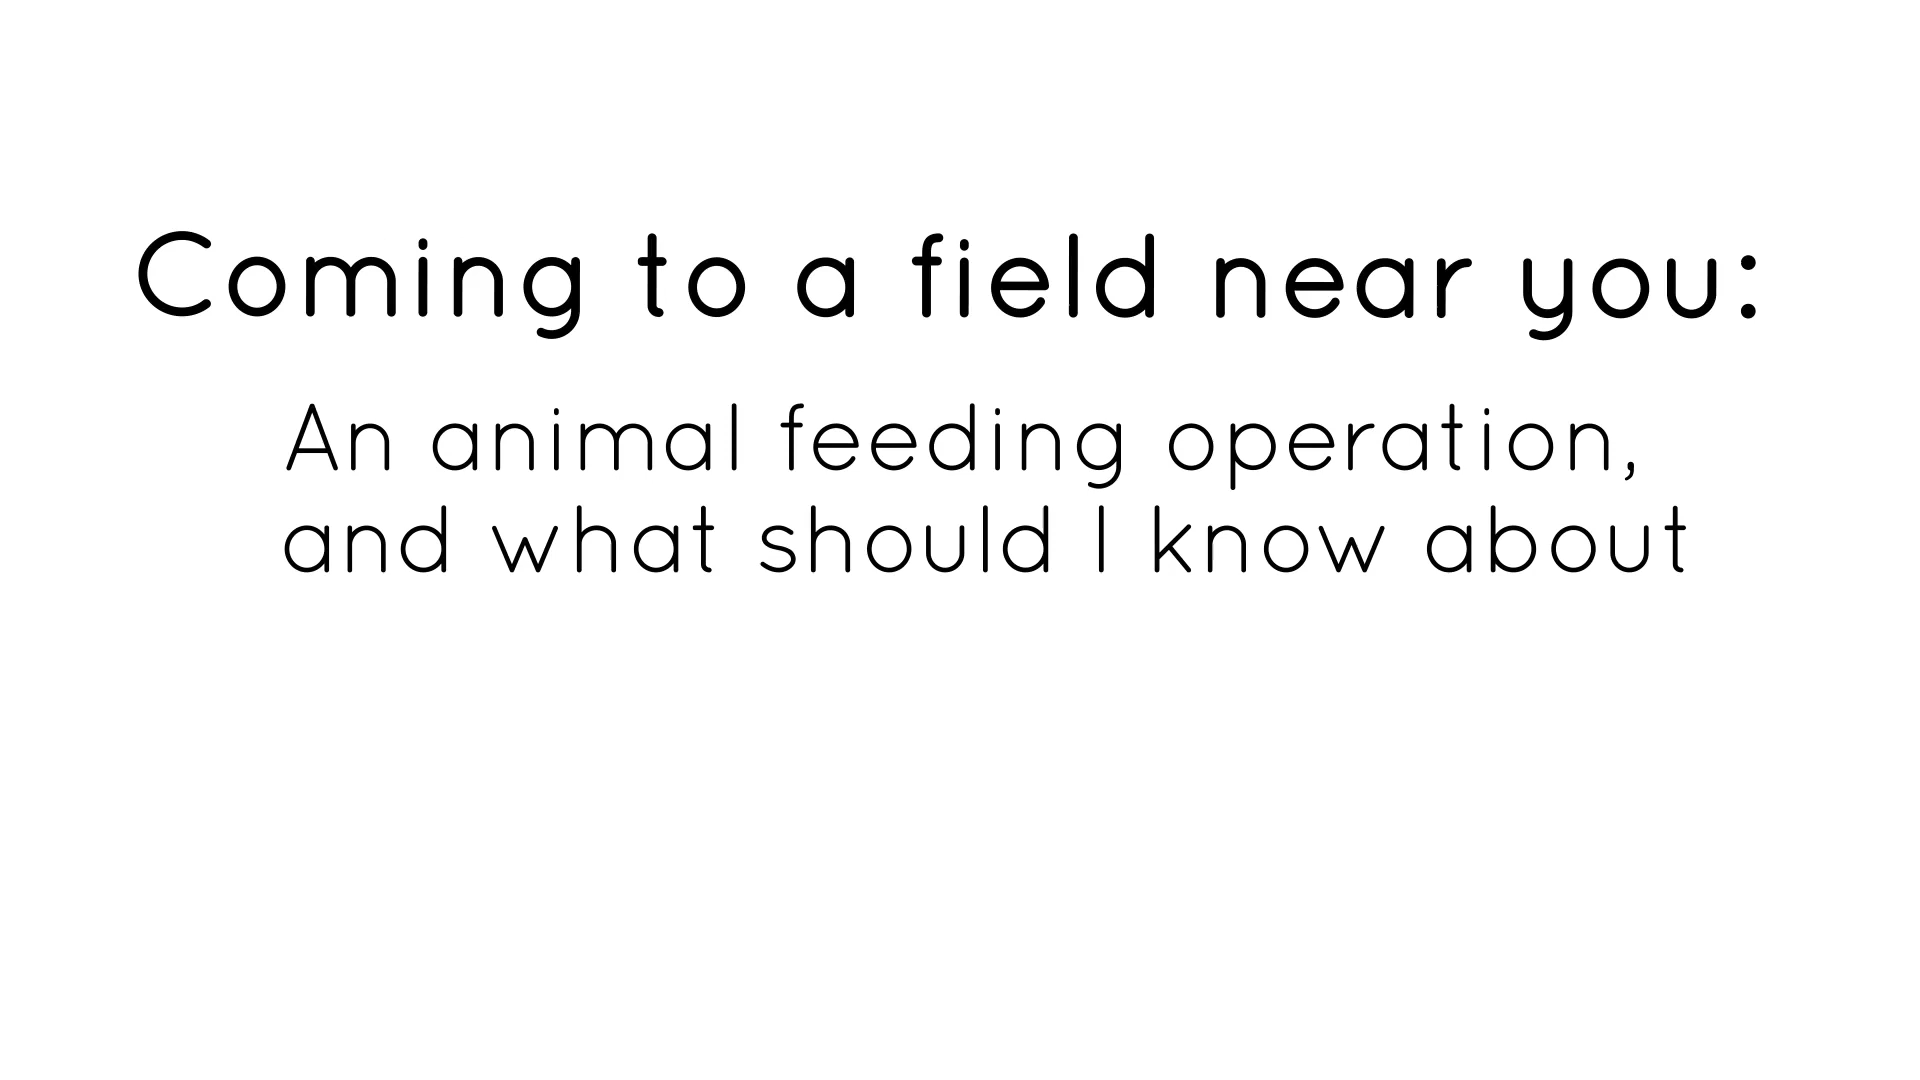 Coming to a field near you:
An animal feeding operation,
and what should I know about